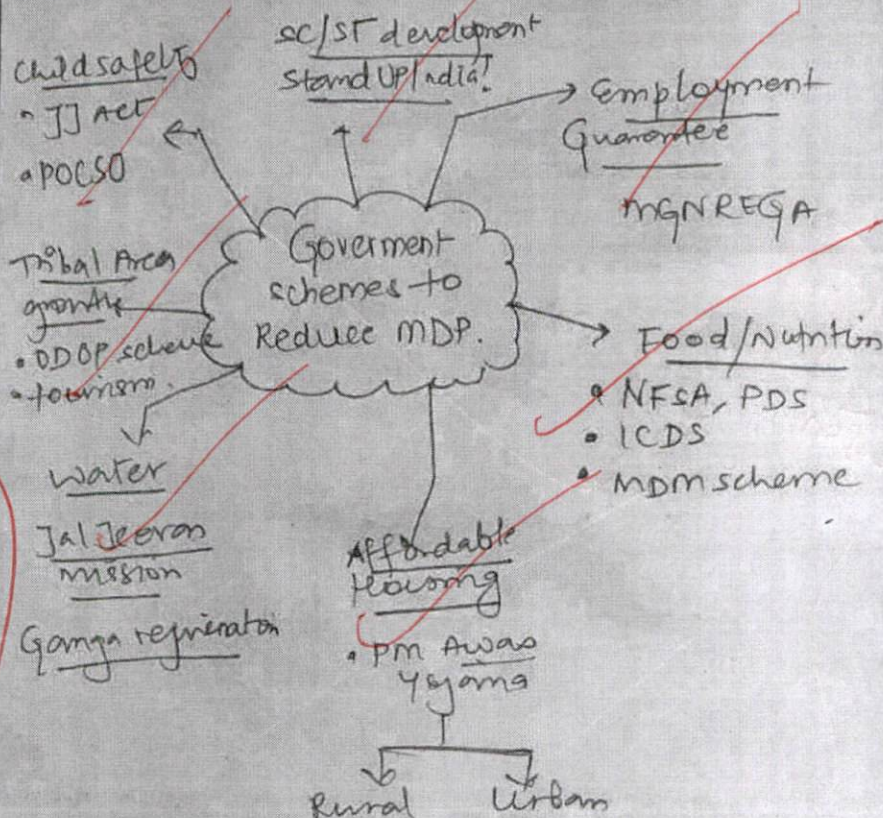 Goverment
schemes to
Reduce MDP.
Child safety
• JJ Act
• POCSO
SC/ST development
Stand Up India!
Employment
Guarantee
MGNREGA
Food/Nutrition
• NFSA, PDS
• ICDS
• MDM scheme
Affordable
Housing
• PM Awas
Yojana
Rural Urban
Water
Jal Jeevan
Mission
Ganga
Tribal Area
growth
• ODOP scheme
• tourism.